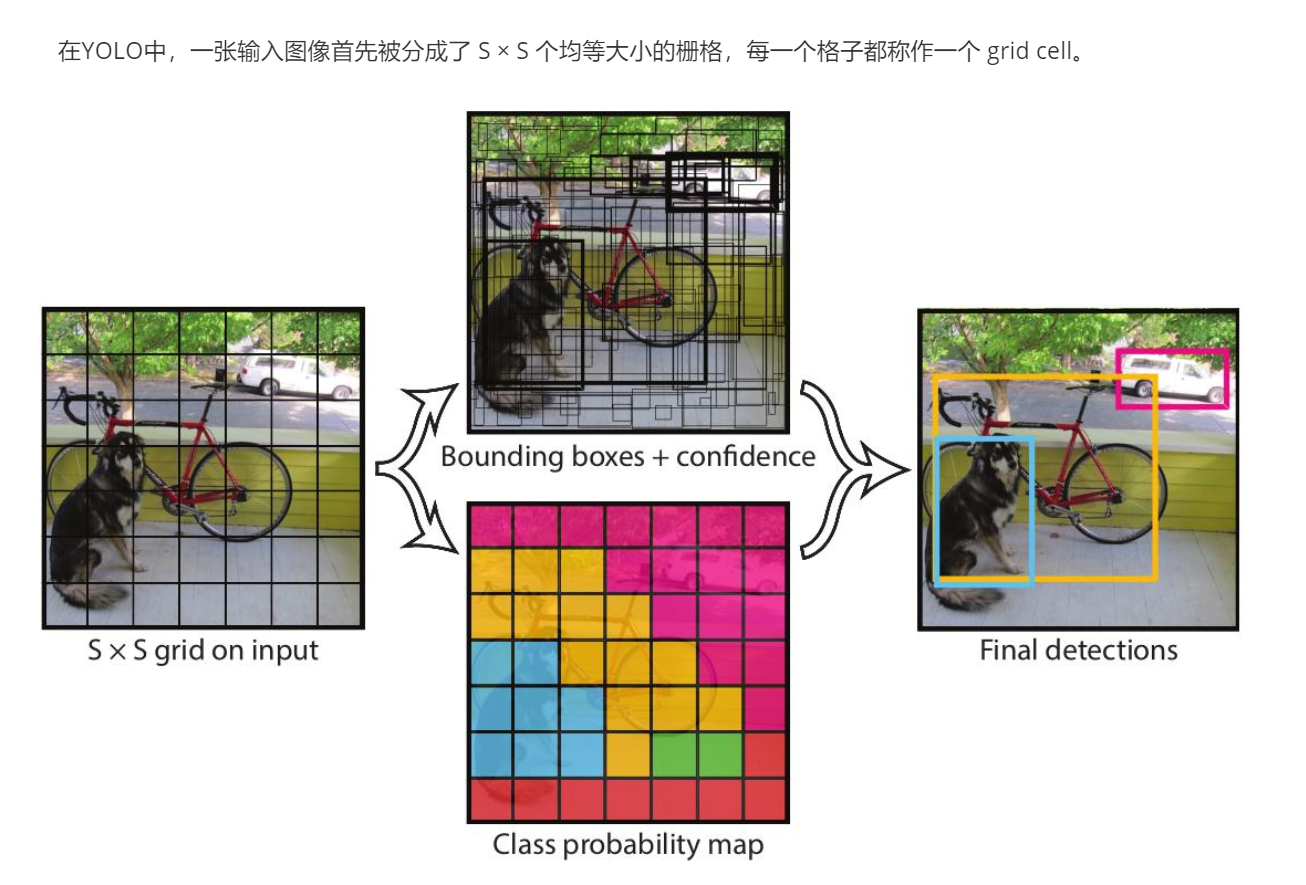 在YOLO中，一张输入图像首先被分成了 S × S 个均等大小的栅格，每一个格子都称作一个 grid cell。
Bounding boxes + confidence
S × S grid on input
Final detections
Class probability map